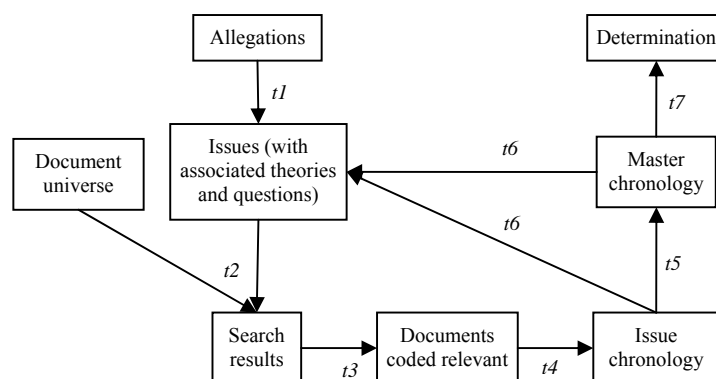 Allegations
Determination
t1
t7
Issues (with
associated theories
and questions)
Document
universe
t6
Master
chronology
t6
t2
t5
Search
results
t3
Documents
coded relevant
t4
Issue
chronology